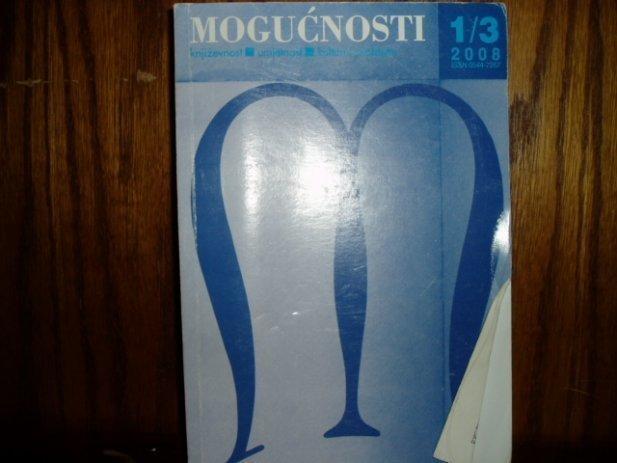 MOGUĆNOSTI
književnost ■ umjetnost ■
1/3
2008